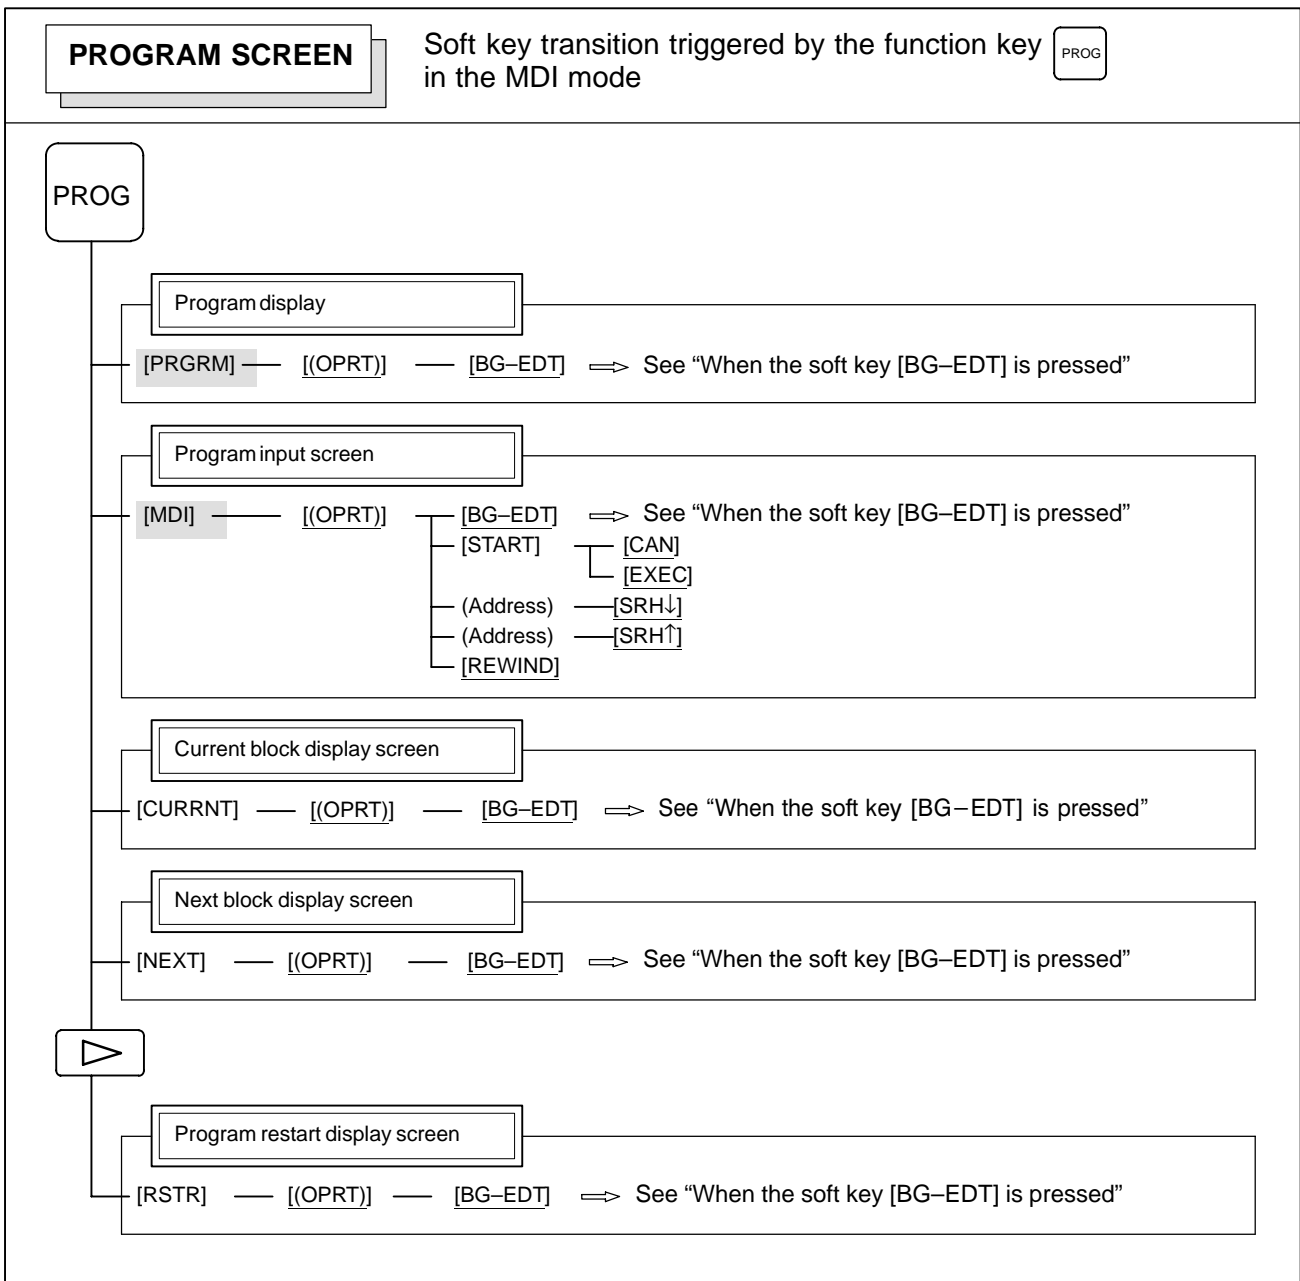 PROGRAM SCREEN
Soft key transition triggered by the function key PROG
in the MDI mode
PROG
Program display
[PRGRM] [(OPRT)] [BG–EDT] ⇒ See “When the soft key [BG–EDT] is pressed”
Program input screen
[MDI] [(OPRT)] [BG–EDT] ⇒ See “When the soft key [BG–EDT] is pressed”
[START] [CAN]
[EXEC]
(Address) [SRH↓]
(Address) [SRH↑]
[REWIND]
Current block display screen
[CURRNT] [(OPRT)] [BG–EDT] ⇒ See “When the soft key [BG–EDT] is pressed”
Next block display screen
[NEXT] [(OPRT)] [BG–EDT] ⇒ See “When the soft key [BG–EDT] is pressed”
Program restart display screen
[RSTR] [(OPRT)] [BG–EDT] ⇒ See “When the soft key [BG–EDT] is pressed”